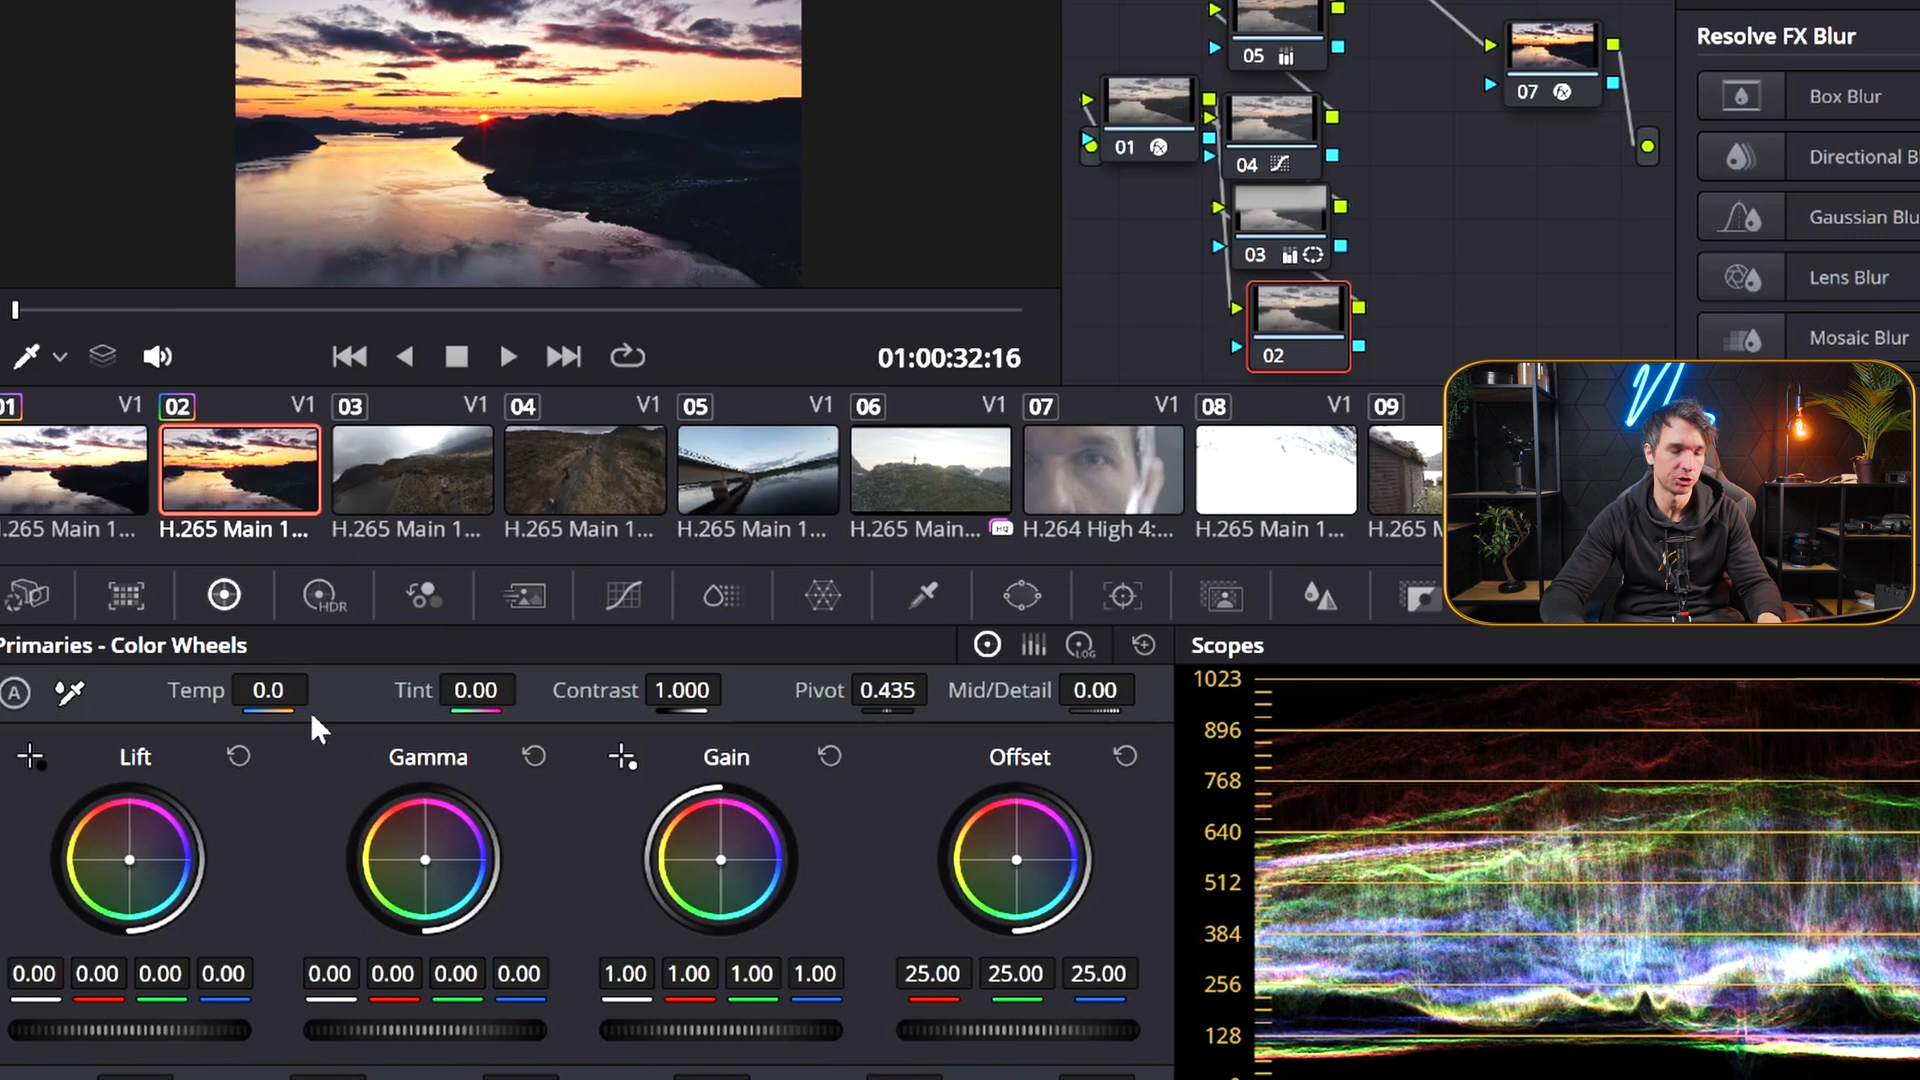 Resolve FX Blur
Box Blur
Directional Bl
Gaussian Blu
Lens Blur
Mosaic Blur
05
07
01
04
03
02
01:00:32:16
01 V1
02 V1
03 V1
04 V1
05 V1
06 V1
07 V1
08 V1
09
H.265 Main 1...
H.265 Main 1...
H.265 Main 1...
H.265 Main 1...
H.265 Main 1...
H.265 Main... HQ
H.264 High 4:...
H.265 Main 1...
H.265 M
HDR
Primaries - Color Wheels
LOG
A
Temp 0.0
Tint 0.00
Contrast 1.000
Pivot 0.435
Mid/Detail 0.00
Lift
Gamma
Gain
Offset
0.00 0.00 0.00 0.00
0.00 0.00 0.00 0.00
1.00 1.00 1.00 1.00
25.00 25.00 25.00
Scopes
1023
896
768
640
512
384
256
128